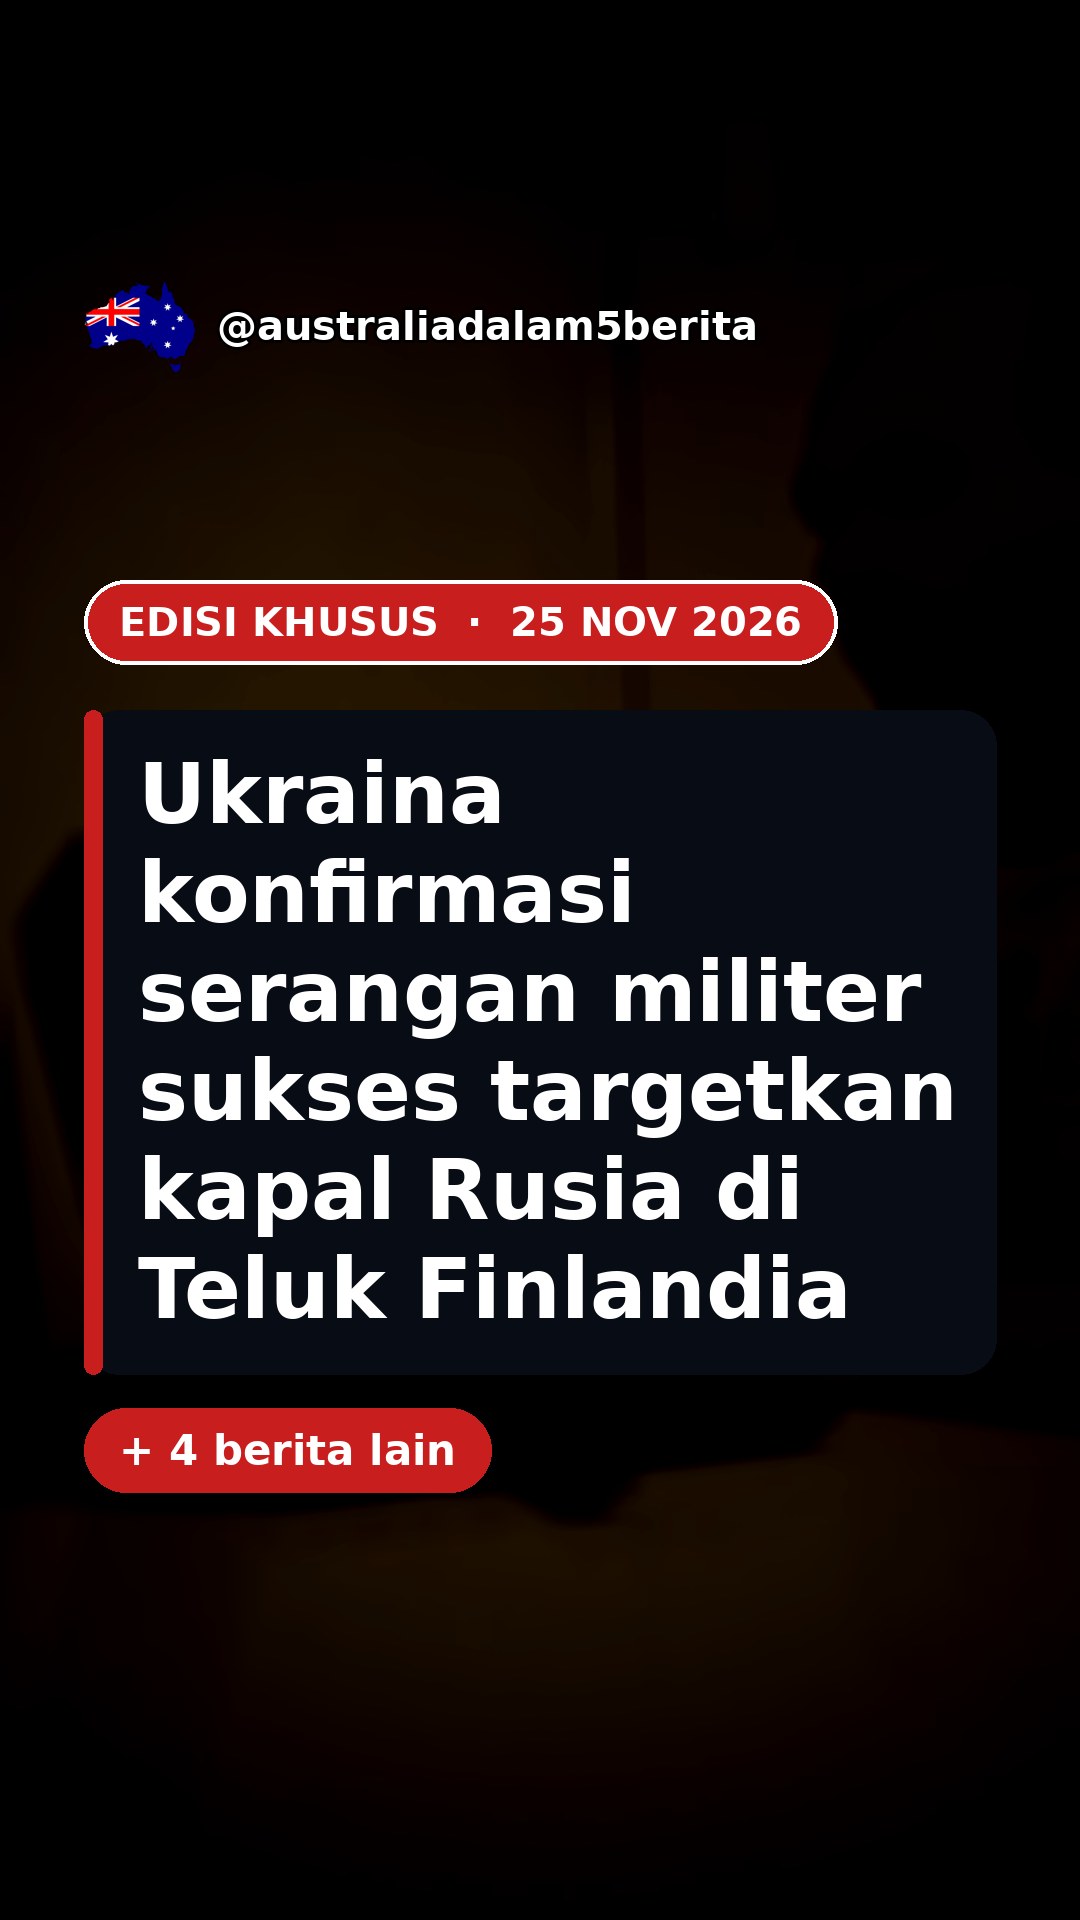 @australiadalam5berita
EDISI KHUSUS · 25 NOV 2026
Ukraina
konfirmasi
serangan militer
sukses targetkan
kapal Rusia di
Teluk Finlandia
+ 4 berita lain